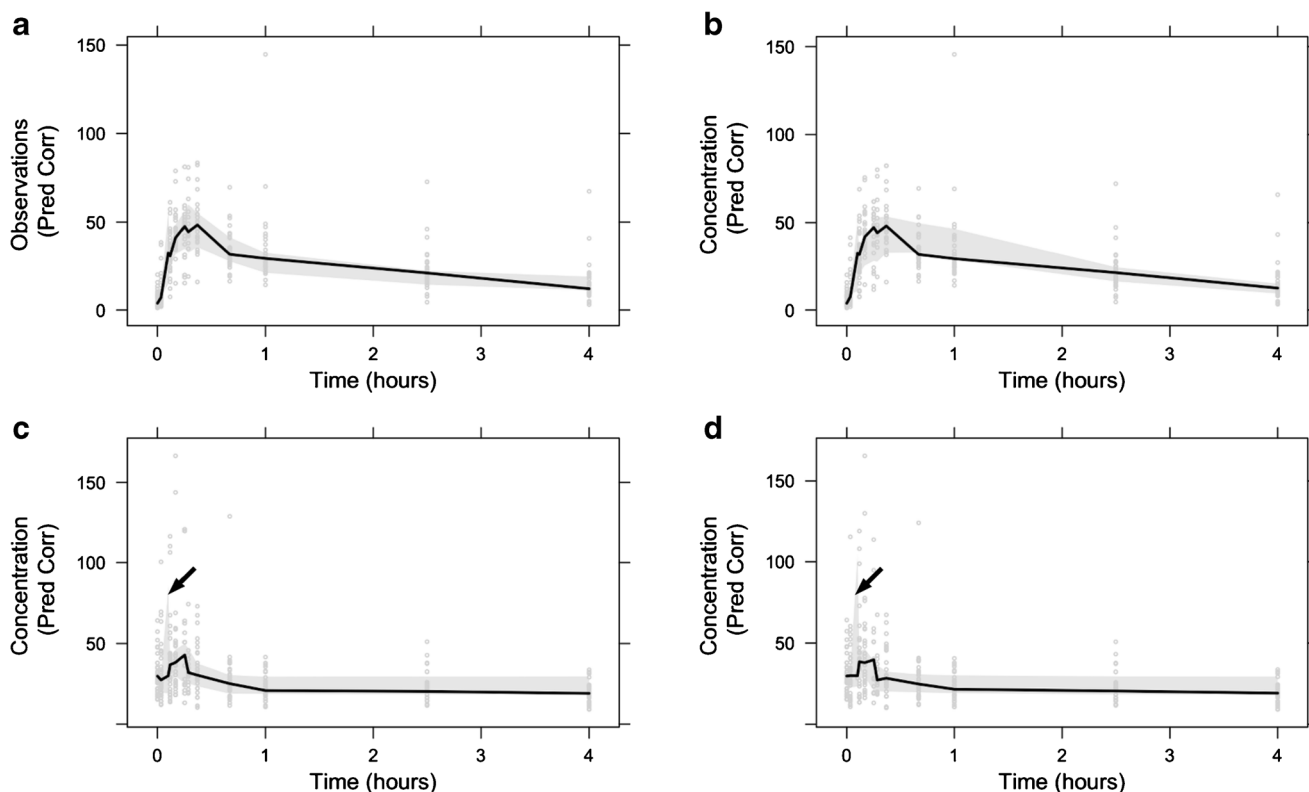 a
Observations
(Pred Corr)
150
100
50
0
0 1 2 3 4
Time (hours)
b
Concentration
(Pred Corr)
150
100
50
0
0 1 2 3 4
Time (hours)
c
Concentration
(Pred Corr)
150
100
50
0 1 2 3 4
Time (hours)
d
Concentration
(Pred Corr)
150
100
50
0 1 2 3 4
Time (hours)